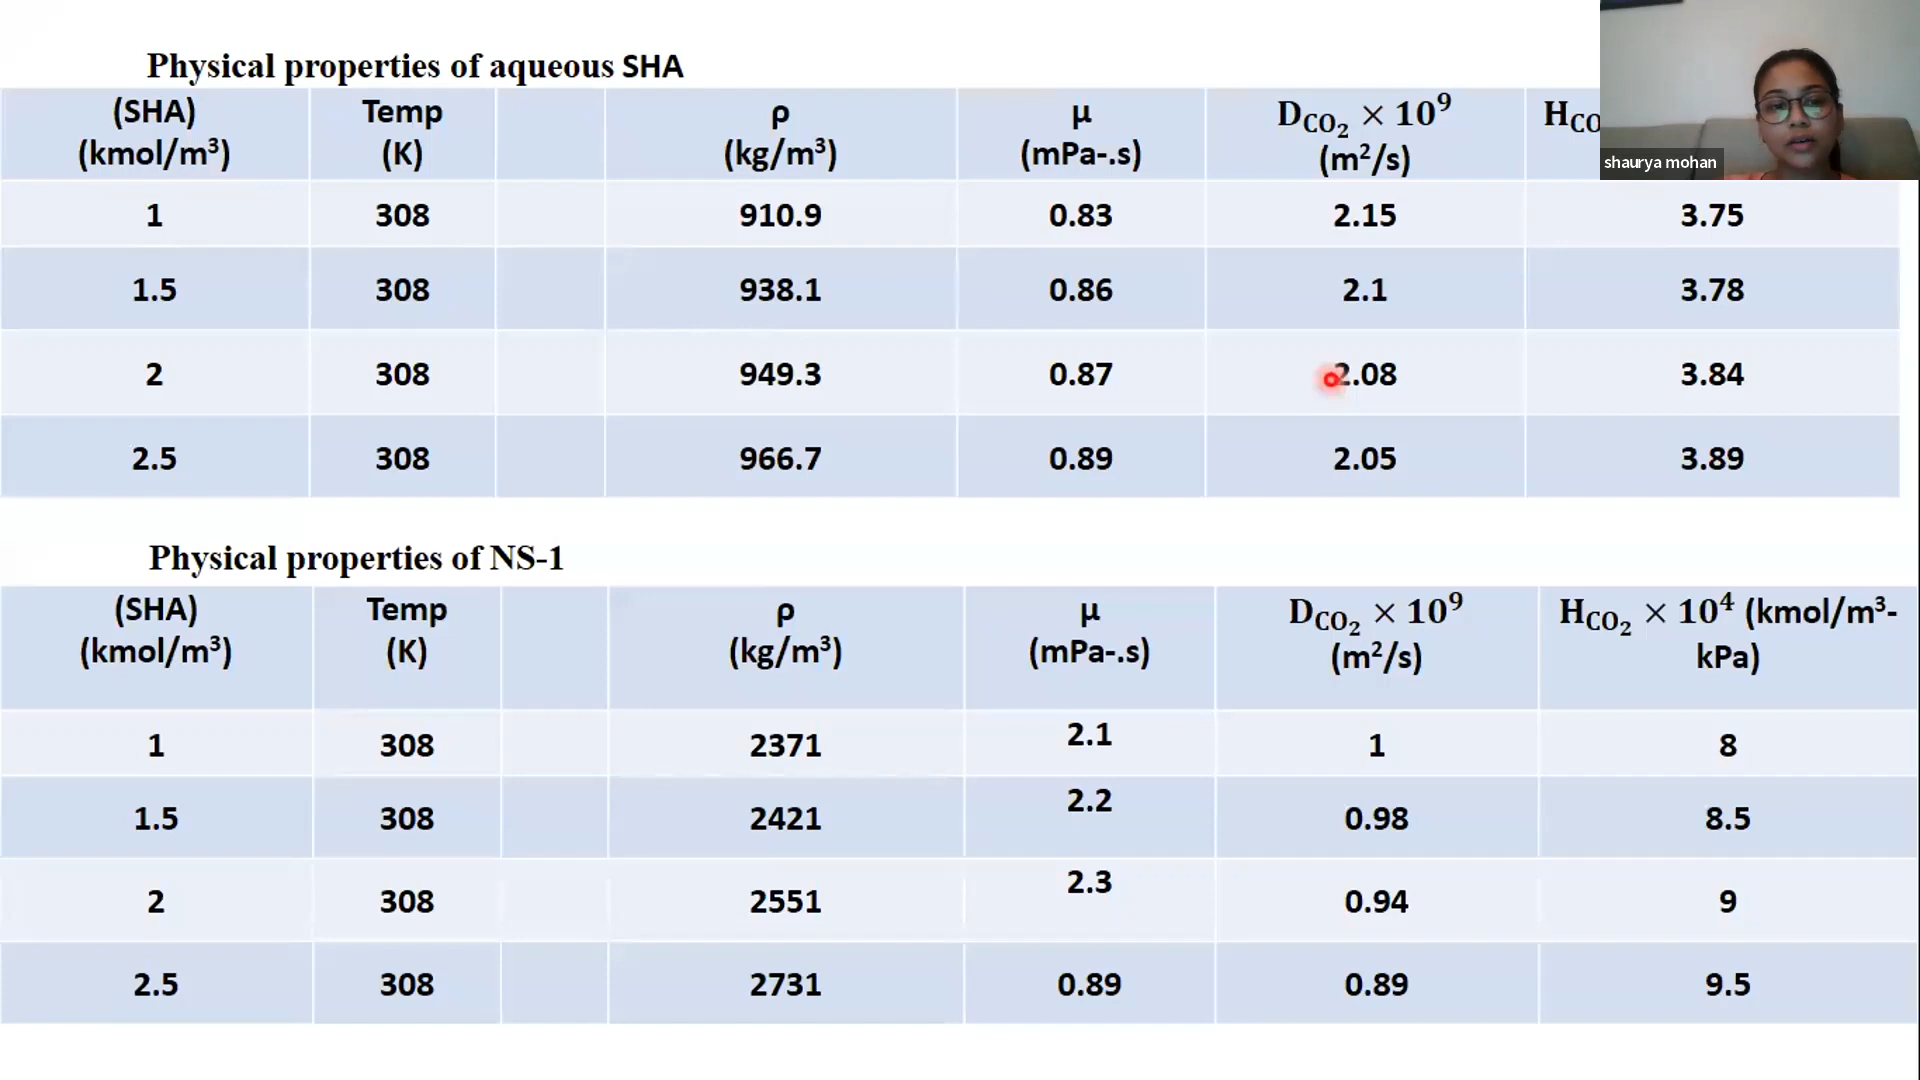 Physical properties of aqueous SHA
(SHA) Temp ρ μ D_CO₂ × 10⁹ H_CO
(kmol/m³) (K) (kg/m³) (mPa-.s) (m²/s)
shaurya mohan
1 308 910.9 0.83 2.15 3.75
1.5 308 938.1 0.86 2.1 3.78
2 308 949.3 0.87 2.08 3.84
2.5 308 966.7 0.89 2.05 3.89
Physical properties of NS-1
(SHA) Temp ρ μ D_CO₂ × 10⁹ H_CO₂ × 10⁴ (kmol/m³-
(kmol/m³) (K) (kg/m³) (mPa-.s) (m²/s) kPa)
1 308 2371 2.1 1 8
1.5 308 2421 2.2 0.98 8.5
2 308 2551 2.3 0.94 9
2.5 308 2731 0.89 0.89 9.5